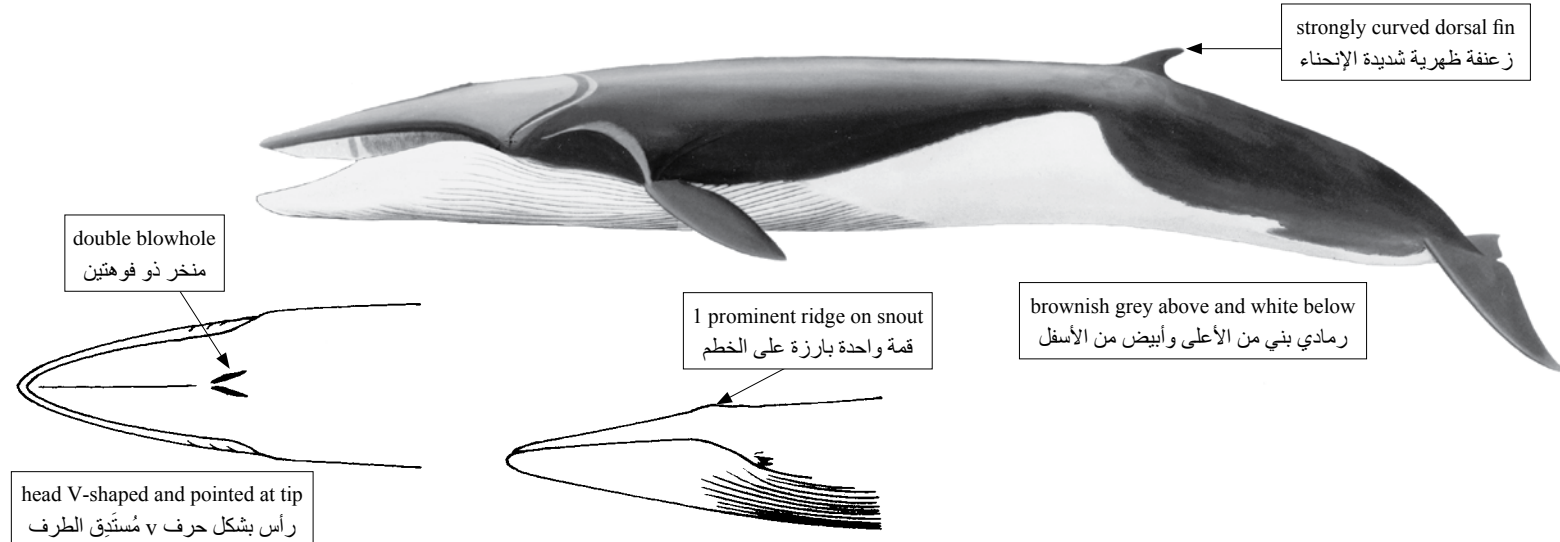 strongly curved dorsal fin
زعنفة ظهرية شديدة الإنحناء
double blowhole
منخر ذو فوهتين
1 prominent ridge on snout
قمة واحدة بارزة على الخطم
brownish grey above and white below
رمادي بني من الأعلى وأبيض من الأسفل
head V-shaped and pointed at tip
رأس بشكل حرف v مُستَدِق الطرف